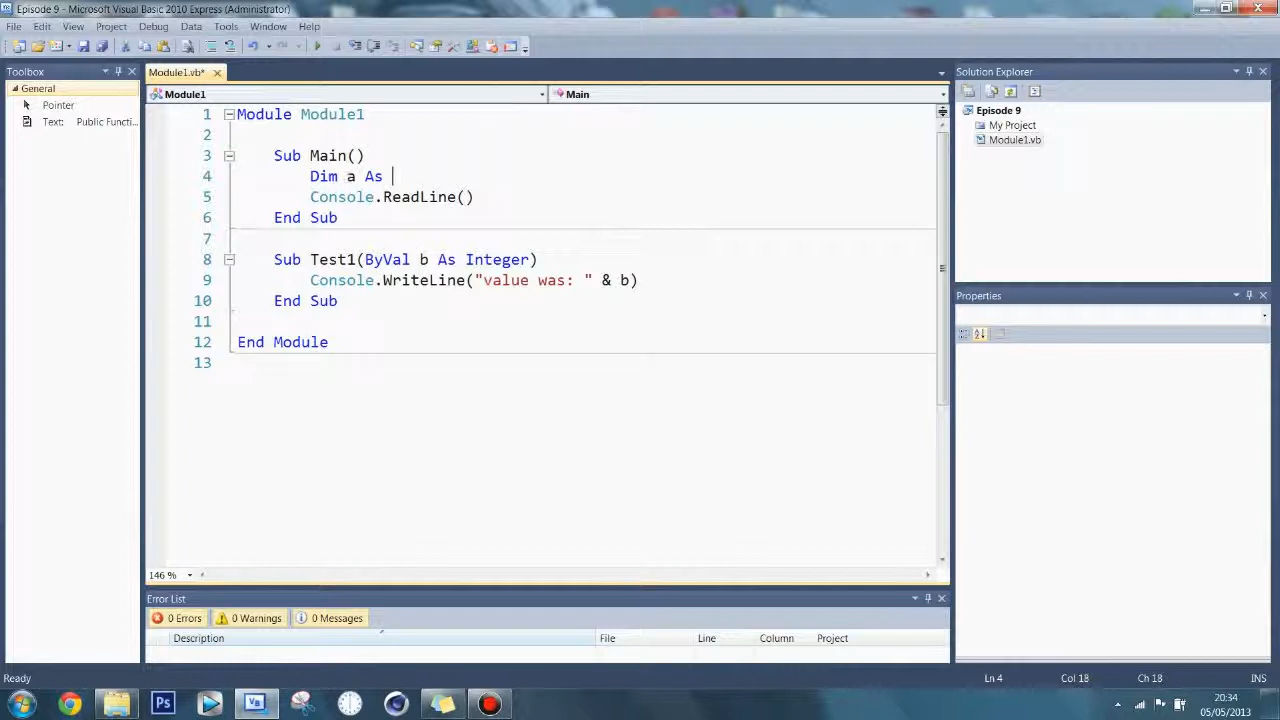 Episode 9 - Microsoft Visual Basic 2010 Express (Administrator)
File Edit View Project Debug Data Tools Window Help
Toolbox
Module1.vb*
Solution Explorer
General
Pointer
Text: Public Functi...
Module1
Main
1 Module Module1
2
3 Sub Main()
4 Dim a As
5 Console.ReadLine()
6 End Sub
7
8 Sub Test1(ByVal b As Integer)
9 Console.WriteLine("value was: " & b)
10 End Sub
11
12 End Module
13
Episode 9
My Project
Module1.vb
Properties
146 %
Error List
0 Errors 0 Warnings 0 Messages
Description File Line Column Project
Ready Ln 4 Col 18 Ch 18 INS
Ps VB
20:34
05/05/2013